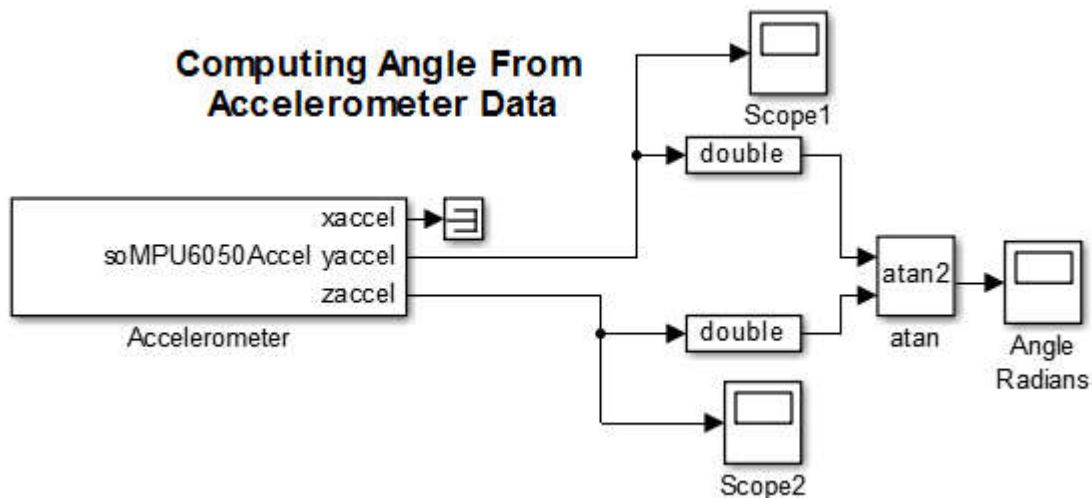 Computing Angle From
Accelerometer Data
Scope1
double
xaccel
soMPU6050Accel yaccel
zaccel
Accelerometer
atan2
atan
double
Angle
Radians
Scope2